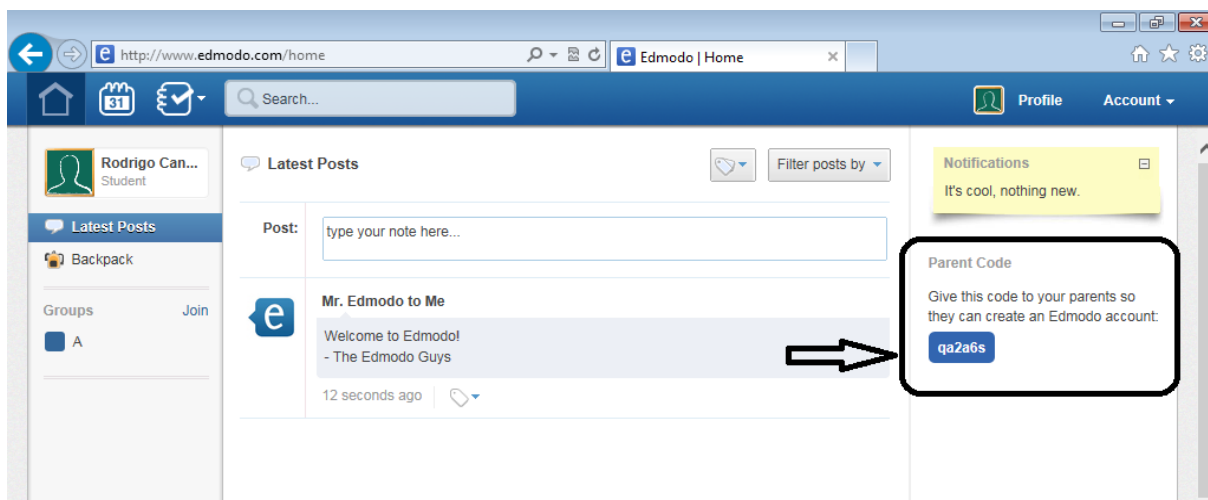 http://www.edmodo.com/home
Edmodo | Home
31
Search...
Profile
Account
Rodrigo Can...
Student
Latest Posts
Backpack
Groups
Join
A
Latest Posts
Filter posts by
Post:
type your note here...
Mr. Edmodo to Me
Welcome to Edmodo!
- The Edmodo Guys
12 seconds ago
Notifications
It's cool, nothing new.
Parent Code
Give this code to your parents so
they can create an Edmodo account:
qa2a6s